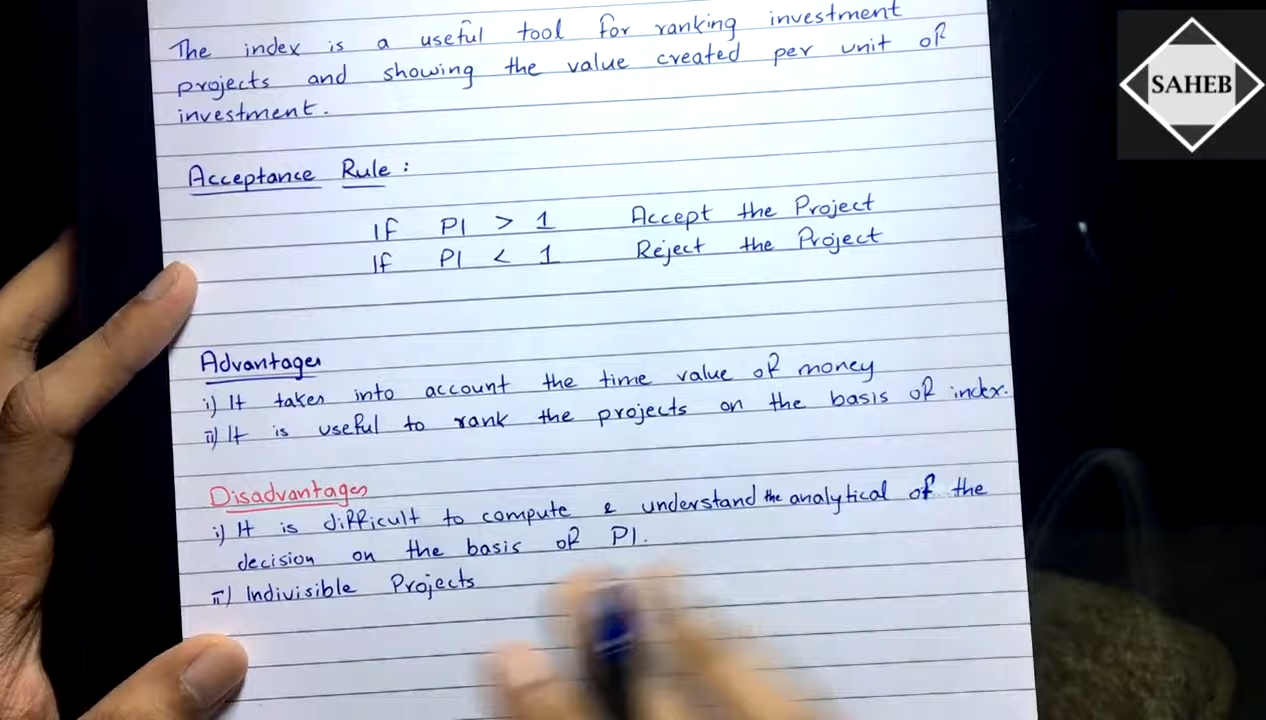 The index is a useful tool for ranking investment
projects and showing the value created per unit of
investment.
Acceptance Rule :
If PI > 1 Accept the Project
If PI < 1 Reject the Project
Advantages
i) It takes into account the time value of money
ii) It is useful to rank the projects on the basis of index.
Disadvantages
i) It is difficult to compute & understand the analytical of the
decision on the basis of PI.
ii) Indivisible Projects
SAHEB